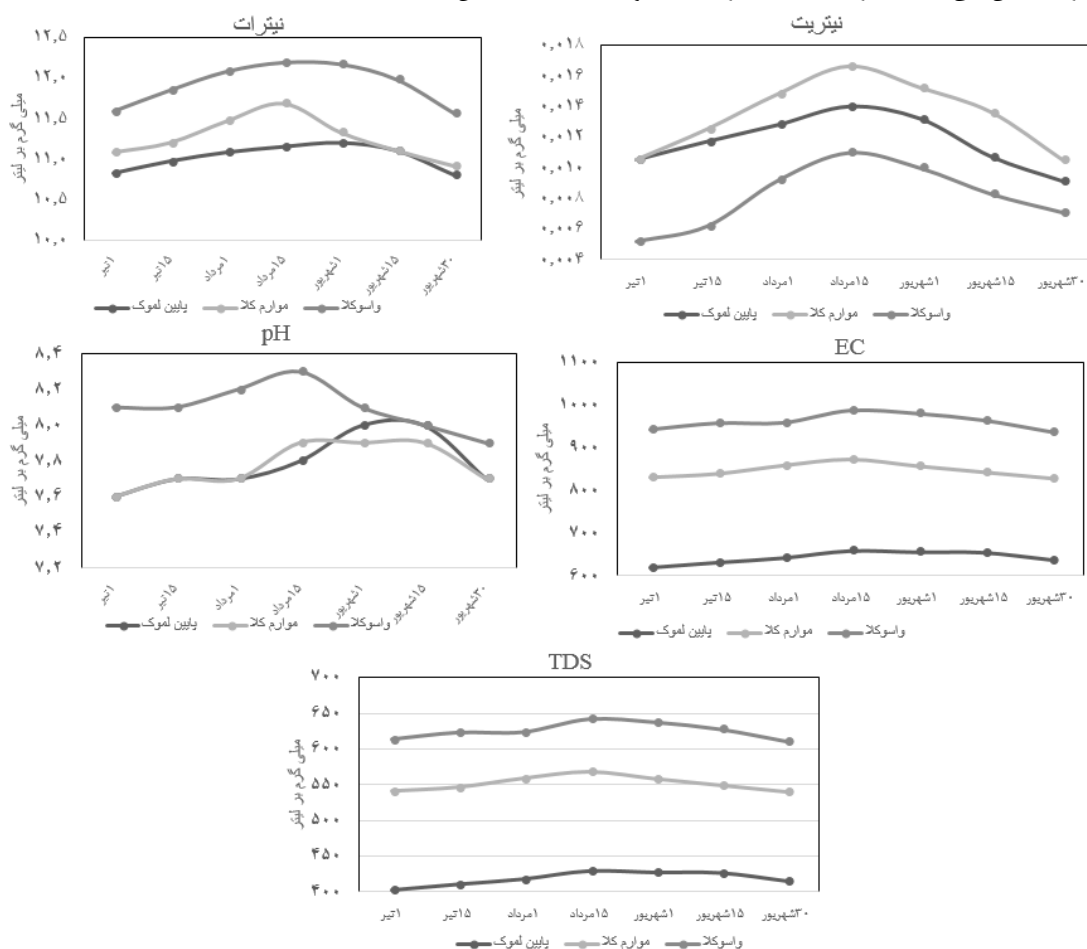 نیترات
میلی گرم بر لیتر
۱۲,۵
۱۲,۰
۱۱,۵
۱۱,۰
۱۰,۵
۱۰,۰
۱تیر
۱۵تیر
۱مرداد
۱۵مرداد
۱شهریور
۱۵شهریور
۳۰شهریور
پایین لموک
موارم کلا
واسوکلا
نیتریت
میلی گرم بر لیتر
۰,۰۱۸
۰,۰۱۶
۰,۰۱۴
۰,۰۱۲
۰,۰۱۰
۰,۰۰۸
۰,۰۰۶
۰,۰۰۴
۱تیر
۱۵تیر
۱مرداد
۱۵مرداد
۱شهریور
۱۵شهریور
۳۰شهریور
پایین لموک
موارم کلا
واسوکلا
pH
میلی گرم بر لیتر
۸,۴
۸,۲
۸,۰
۷,۸
۷,۶
۷,۴
۷,۲
۱تیر
۱۵تیر
۱مرداد
۱۵مرداد
۱شهریور
۱۵شهریور
۳۰شهریور
پایین لموک
موارم کلا
واسوکلا
EC
میلی گرم بر لیتر
۱۱۰۰
۱۰۰۰
۹۰۰
۸۰۰
۷۰۰
۶۰۰
۱تیر
۱۵تیر
۱مرداد
۱۵مرداد
۱شهریور
۱۵شهریور
۳۰شهریور
پایین لموک
موارم کلا
واسوکلا
TDS
میلی گرم بر لیتر
۷۰۰
۶۵۰
۶۰۰
۵۵۰
۵۰۰
۴۵۰
۴۰۰
۱تیر
۱۵تیر
۱مرداد
۱۵مرداد
۱شهریور
۱۵شهریور
۳۰شهریور
پایین لموک
موارم کلا
واسوکلا